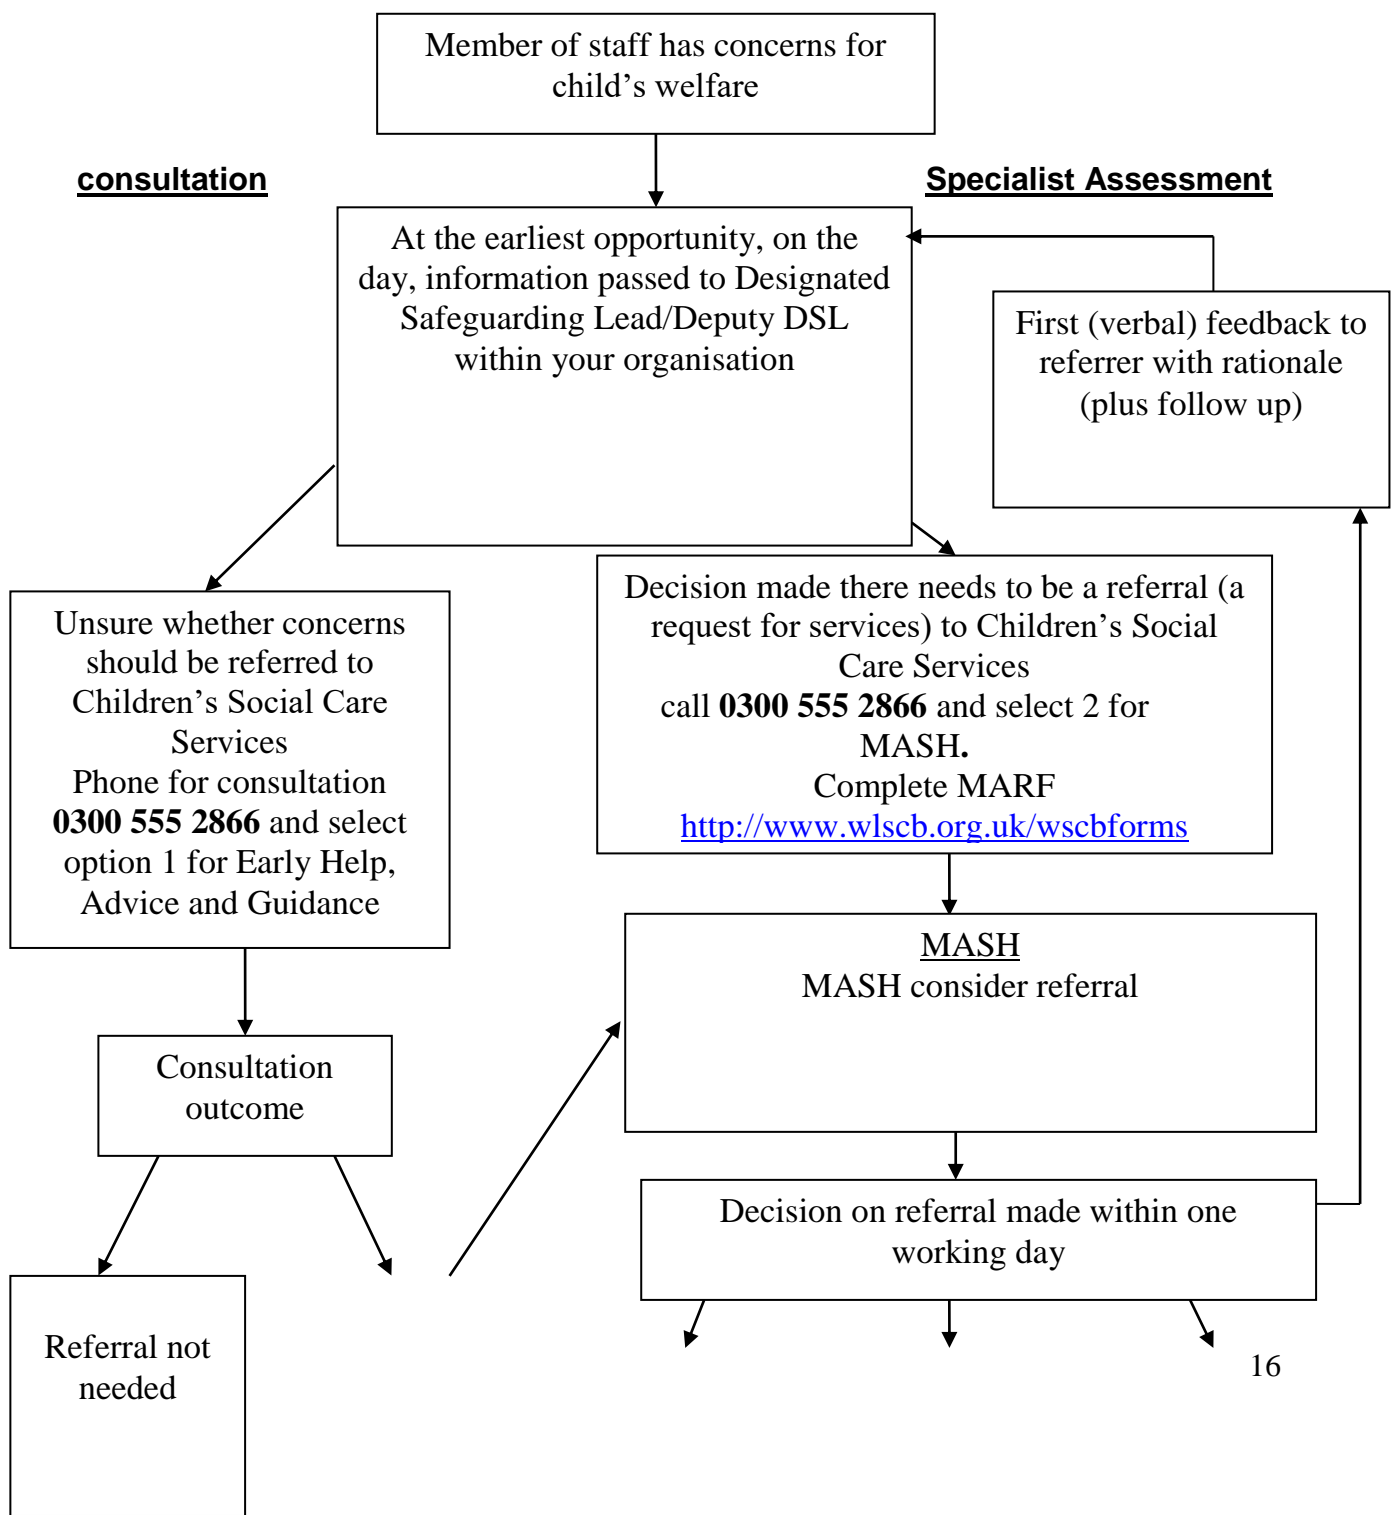 Member of staff has concerns for
child’s welfare
consultation
Specialist Assessment
At the earliest opportunity, on the
day, information passed to Designated
Safeguarding Lead/Deputy DSL
within your organisation
First (verbal) feedback to
referrer with rationale
(plus follow up)
Unsure whether concerns
should be referred to
Children’s Social Care
Services
Phone for consultation
0300 555 2866 and select
option 1 for Early Help,
Advice and Guidance
Decision made there needs to be a referral (a
request for services) to Children’s Social
Care Services
call 0300 555 2866 and select 2 for
MASH.
Complete MARF
http://www.wlscb.org.uk/wscbforms
MASH
MASH consider referral
Consultation
outcome
Decision on referral made within one
working day
Referral not
needed
16